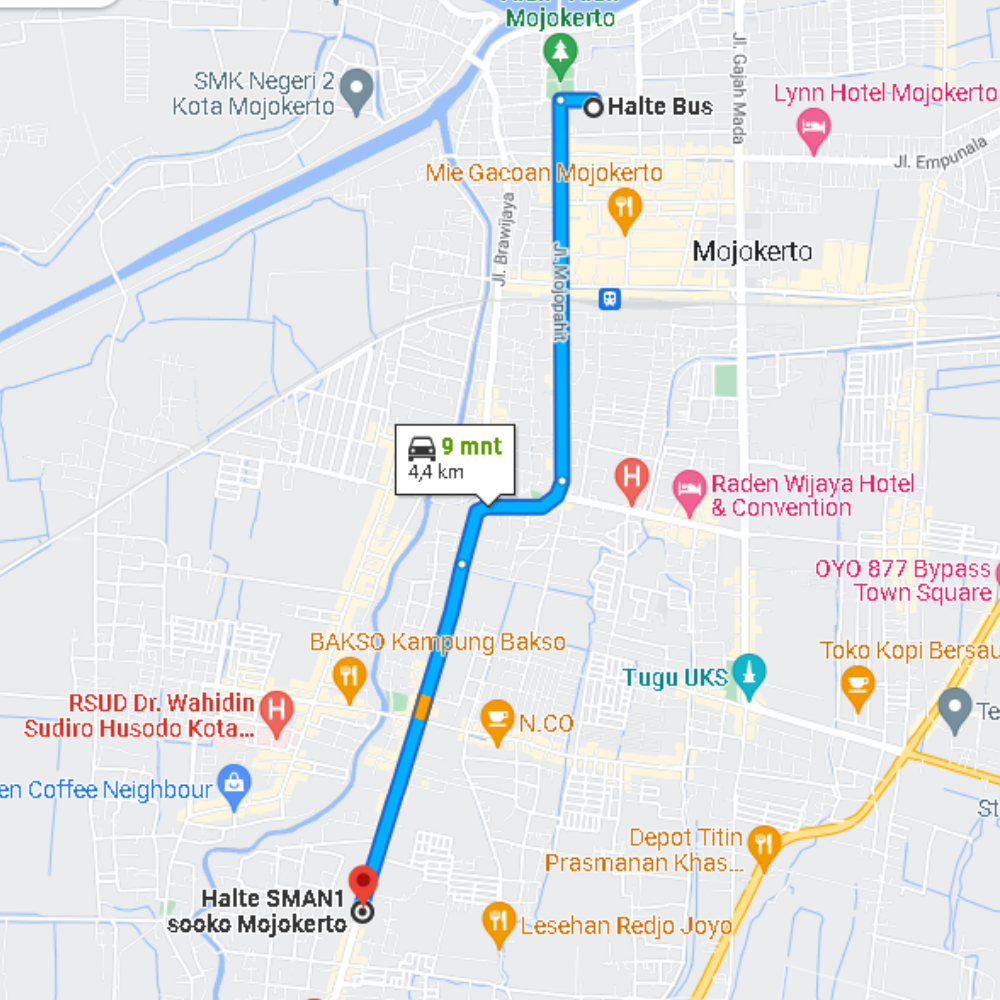 Mojokerto
SMK Negeri 2
Kota Mojokerto
Halte Bus
Jl. Gajah Mada
Lynn Hotel Mojokerto
Jl. Empunala
Mie Gacoan Mojokerto
Jl. Brawijaya
Jl. Mojopahit
Mojokerto
9 mnt
4,4 km
H
Raden Wijaya Hotel
& Convention
OYO 877 Bypass
Town Square
BAKSO Kampung Bakso
Toko Kopi Bersau
Tugu UKS
RSUD Dr. Wahidin
Sudiro Husodo Kota...
H
N.CO
Te
en Coffee Neighbour
St
Depot Titin
Prasmanan Khas...
Halte SMAN1
sooko Mojokerto
Lesehan Redjo Joyo